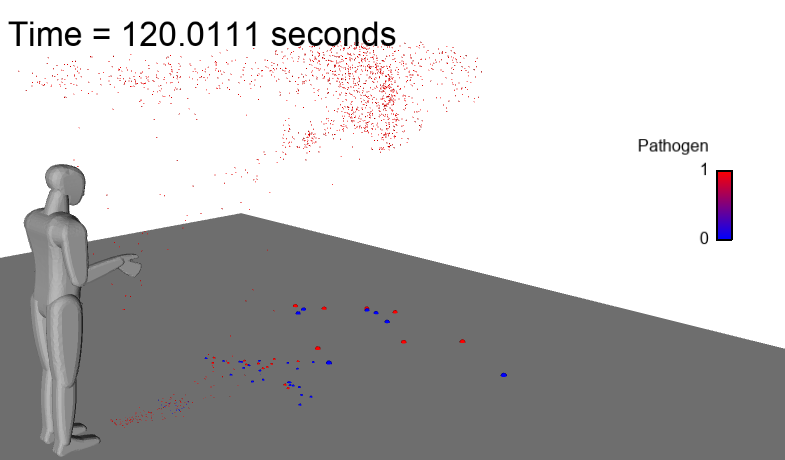 Time = 120.0111 seconds
Pathogen
1
0